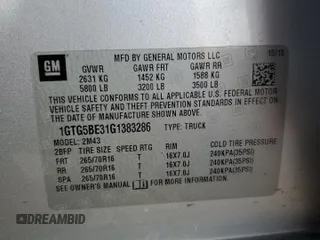 GM
MFD BY GENERAL MOTORS LLC 10/15
GVWR GAWR FRT GAWR RR
2631 KG 1452 KG 1588 KG
5800 LB 3200 LB 3500 LB
THIS VEHICLE CONFORMS TO ALL APPLICABLE U.S. FEDERAL MOTOR
VEHICLE SAFETY AND THEFT PREVENTION STANDARDS IN EFFECT
ON THE DATE OF MANUFACTURE SHOWN ABOVE.
1GTG5BE31G1383286 TYPE: TRUCK
MODEL: 2M43
2BFP TIRE SIZE SPEED RTG RIM COLD TIRE PRESSURE
FRT 265/70R16 T 16X7.0J 240KPA(35PSI)
RR 265/70R16 T 16X7.0J 240KPA(35PSI)
SPA 265/70R16 T 16X7.0J 240KPA(35PSI)
SEE OWNER'S MANUAL FOR ADDITIONAL INFORMATION
DREAMBID